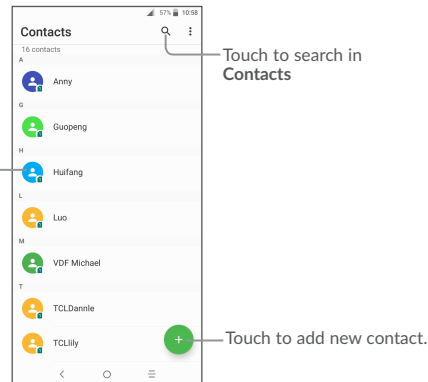 57% 10:58
Contacts
16 contacts
Touch to search in
Contacts
A
Anny
G
Guopeng
H
Huifang
L
Luo
M
VDF Michael
T
TCLDannle
TCLlily
+
Touch to add new contact.